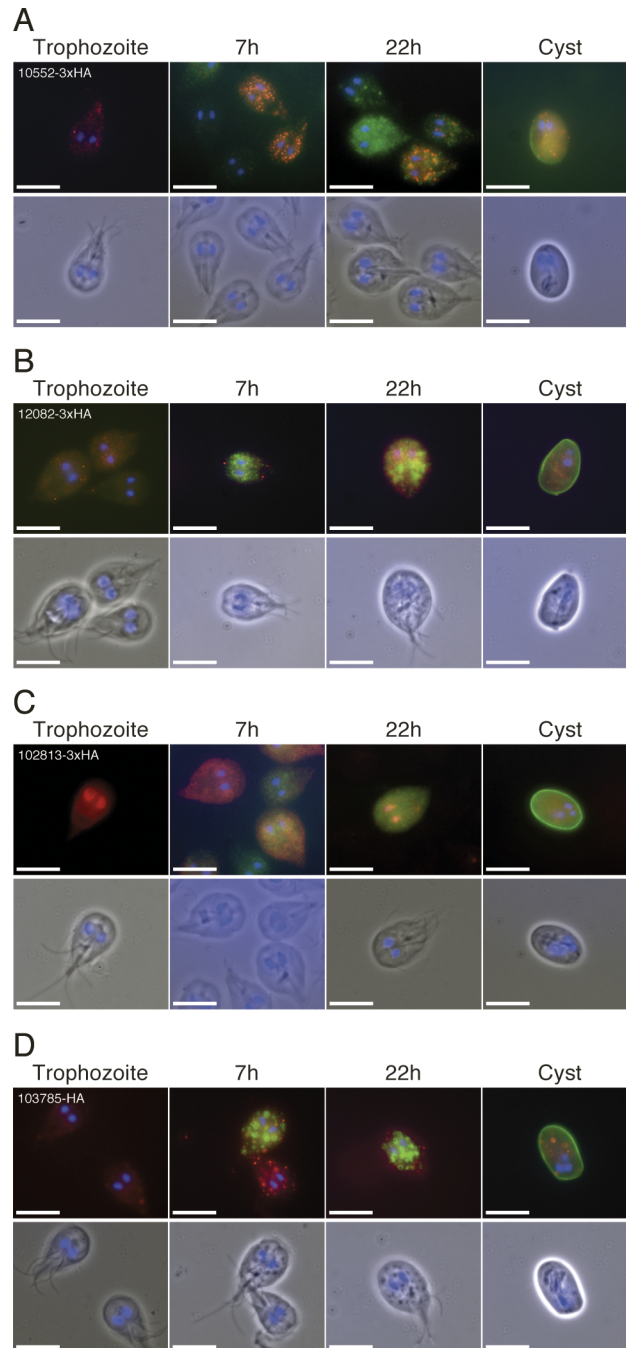 A
Trophozoite 7h 22h Cyst
10552-3xHA
B
Trophozoite 7h 22h Cyst
12082-3xHA
C
Trophozoite 7h 22h Cyst
102813-3xHA
D
Trophozoite 7h 22h Cyst
103785-HA